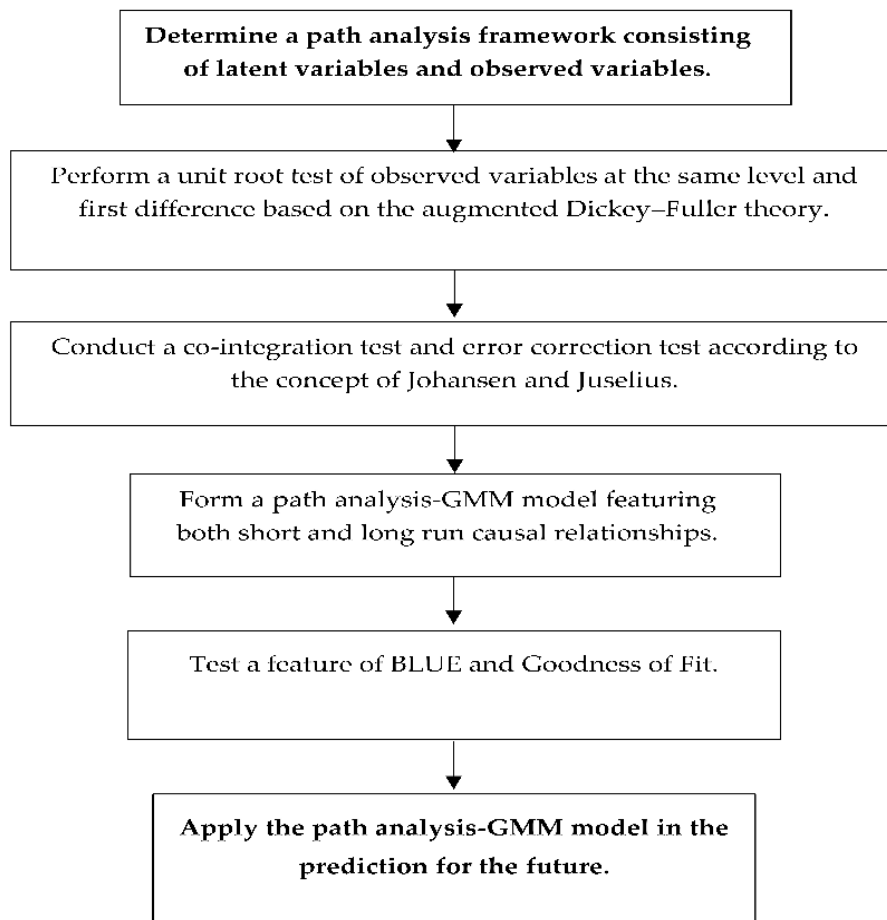 Determine a path analysis framework consisting
of latent variables and observed variables.
Perform a unit root test of observed variables at the same level and
first difference based on the augmented Dickey–Fuller theory.
Conduct a co-integration test and error correction test according to
the concept of Johansen and Juselius.
Form a path analysis-GMM model featuring
both short and long run causal relationships.
Test a feature of BLUE and Goodness of Fit.
Apply the path analysis-GMM model in the
prediction for the future.